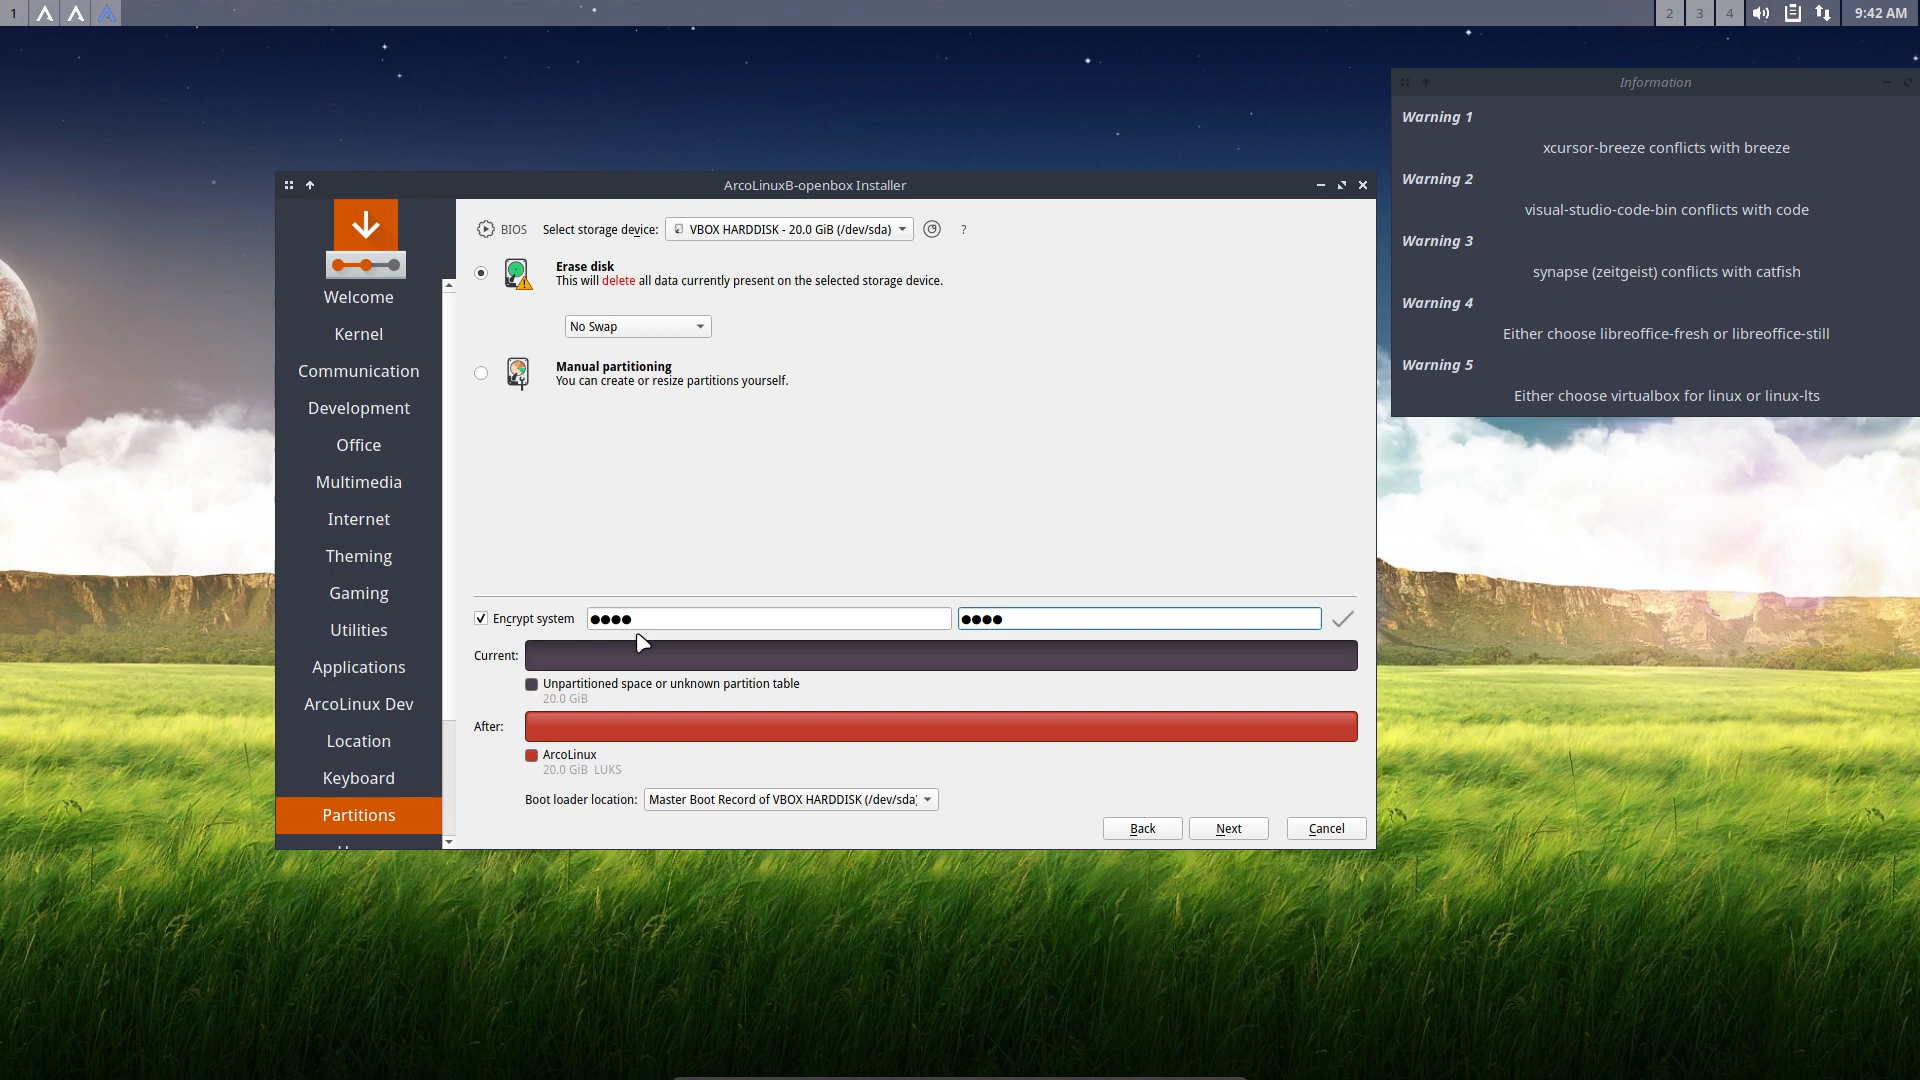 1
2 3 4 9:42 AM
Information
Warning 1
xcursor-breeze conflicts with breeze
Warning 2
visual-studio-code-bin conflicts with code
Warning 3
synapse (zeitgeist) conflicts with catfish
Warning 4
Either choose libreoffice-fresh or libreoffice-still
Warning 5
Either choose virtualbox for linux or linux-lts
ArcoLinuxB-openbox Installer
Welcome
Kernel
Communication
Development
Office
Multimedia
Internet
Theming
Gaming
Utilities
Applications
ArcoLinux Dev
Location
Keyboard
Partitions
BIOS Select storage device: VBOX HARDDISK - 20.0 GiB (/dev/sda) ?
Erase disk
This will delete all data currently present on the selected storage device.
No Swap
Manual partitioning
You can create or resize partitions yourself.
Encrypt system ●●●● ●●●●
Current:
Unpartitioned space or unknown partition table
20.0 GiB
After:
ArcoLinux
20.0 GiB LUKS
Boot loader location: Master Boot Record of VBOX HARDDISK (/dev/sda)
Back Next Cancel